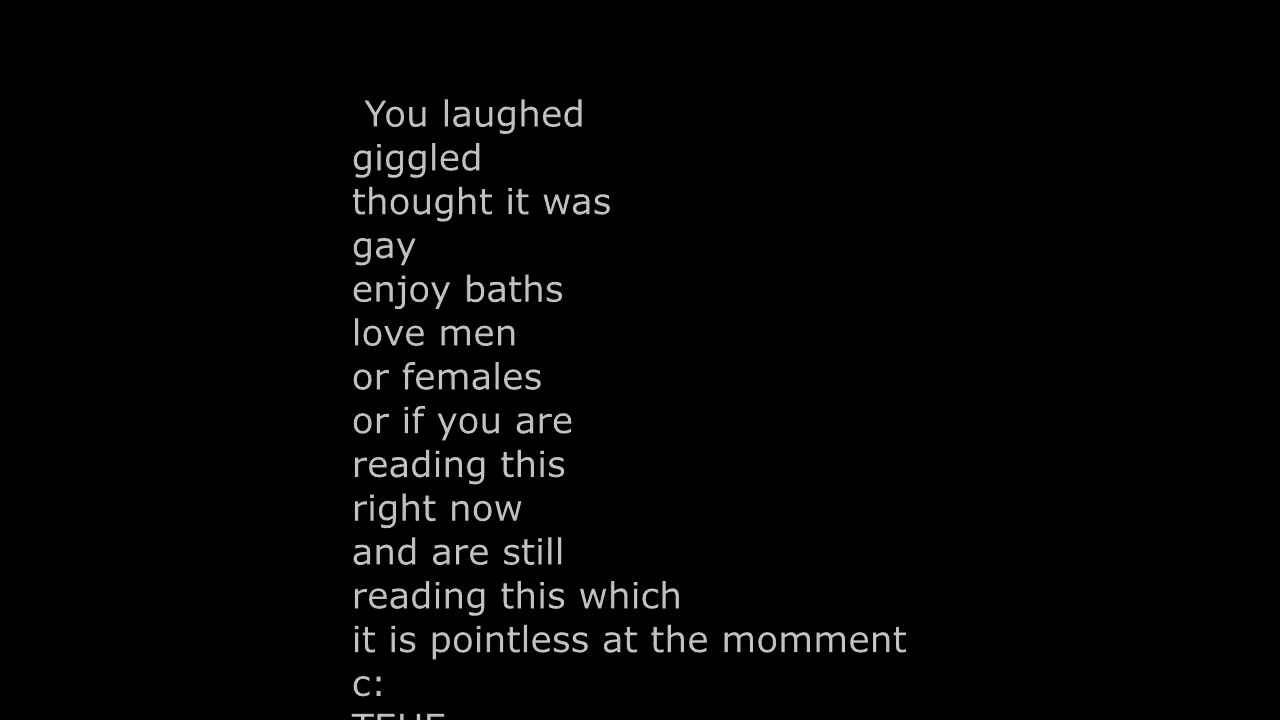 You laughed
giggled
thought it was
gay
enjoy baths
love men
or females
or if you are
reading this
right now
and are still
reading this which
it is pointless at the momment
c: